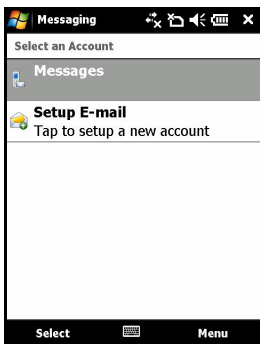 Messaging
Select an Account
Messages
Setup E-mail
Tap to setup a new account
Select
Menu